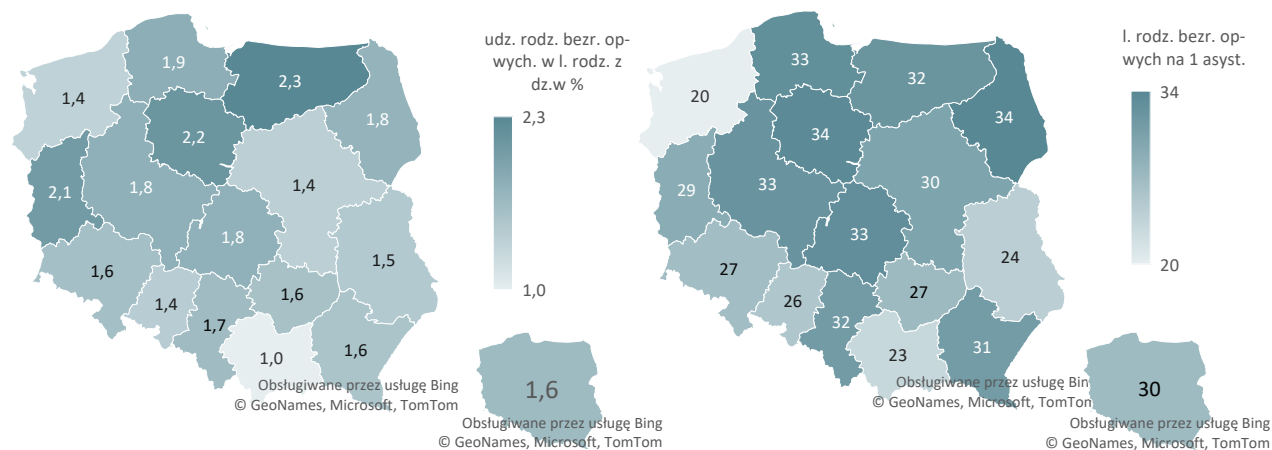 udz. rodz. bezr. op-
wych. w l. rodz. z
dz.w %
2,3
1,0
1,9
2,3
1,4
1,8
2,2
2,1
1,8
1,4
1,8
1,5
1,6
1,6
1,4
1,7
1,0
1,6
Obsługiwane przez usługę Bing
© GeoNames, Microsoft, TomTom
1,6
Obsługiwane przez usługę Bing
© GeoNames, Microsoft, TomTom
l. rodz. bezr. op-
wych na 1 asyst.
34
20
33
32
20
34
34
29
33
30
33
24
27
27
26
32
23
31
Obsługiwane przez usługę Bin
© GeoNames, Microsoft, TomTom
30
Obsługiwane przez usługę Bing
© GeoNames, Microsoft, TomTom